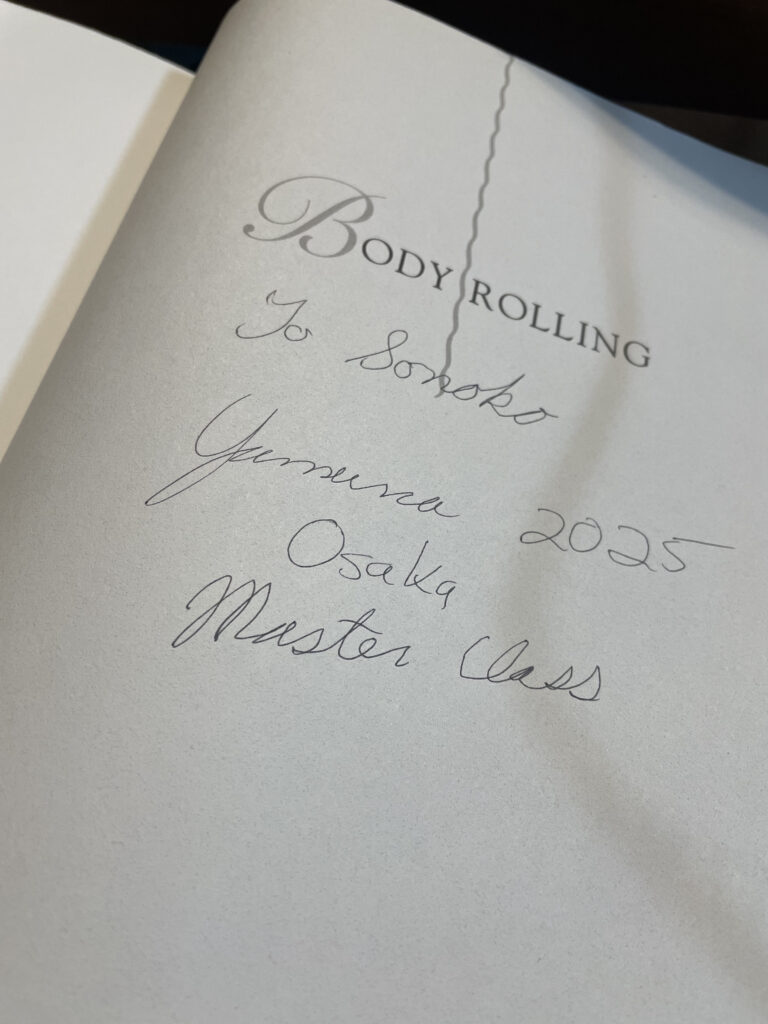 BODY ROLLING
To Sonoko
Yamuna 2025
Osaka
Master Class